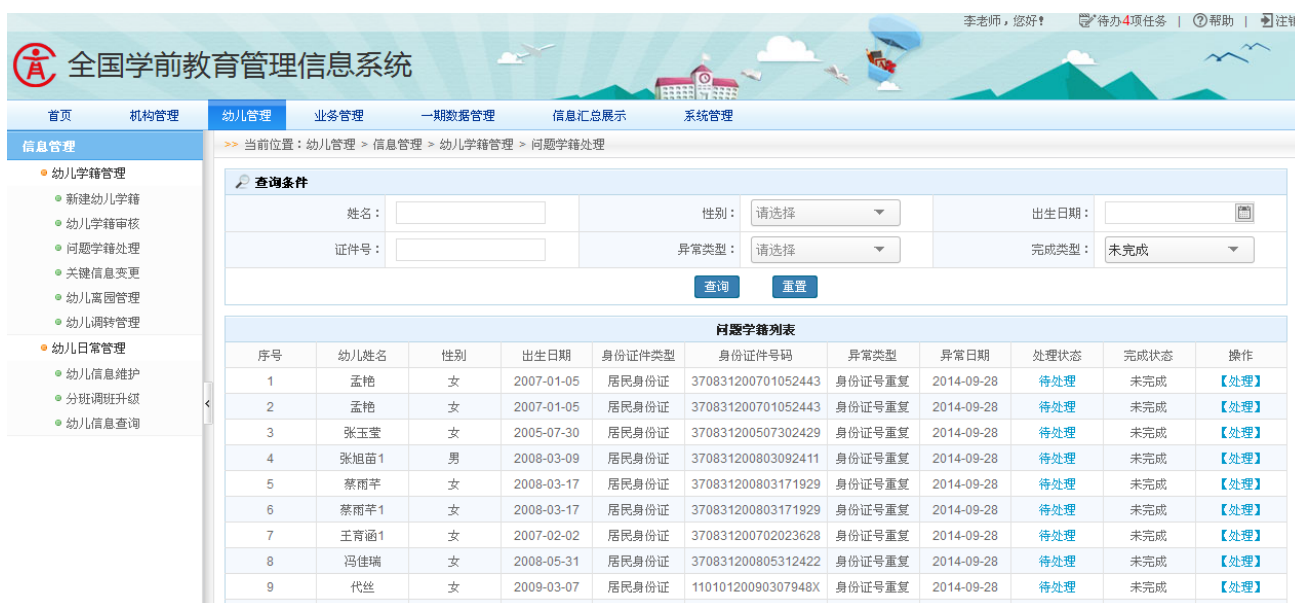 李老师，您好! 待办4项任务 | 帮助 | 注销
全国学前教育管理信息系统
首页 机构管理 幼儿管理 业务管理 一期数据管理 信息汇总展示 系统管理
信息管理
幼儿学籍管理
新建幼儿学籍
幼儿学籍审核
问题学籍处理
关键信息变更
幼儿离园管理
幼儿调转管理
幼儿日常管理
幼儿信息维护
分班调班升级
幼儿信息查询
>> 当前位置：幼儿管理 > 信息管理 > 幼儿学籍管理 > 问题学籍处理
查询条件
姓名： 性别： 请选择 出生日期：
证件号： 异常类型： 请选择 完成类型： 未完成
查询 重置
问题学籍列表
序号 幼儿姓名 性别 出生日期 身份证件类型 身份证件号码 异常类型 异常日期 处理状态 完成状态 操作
1 孟艳 女 2007-01-05 居民身份证 370831200701052443 身份证号重复 2014-09-28 待处理 未完成 【处理】
2 孟艳 女 2007-01-05 居民身份证 370831200701052443 身份证号重复 2014-09-28 待处理 未完成 【处理】
3 张玉莹 女 2005-07-30 居民身份证 370831200507302429 身份证号重复 2014-09-28 待处理 未完成 【处理】
4 张旭苗1 男 2008-03-09 居民身份证 370831200803092411 身份证号重复 2014-09-28 待处理 未完成 【处理】
5 蔡雨芊 女 2008-03-17 居民身份证 370831200803171929 身份证号重复 2014-09-28 待处理 未完成 【处理】
6 蔡雨芊1 女 2008-03-17 居民身份证 370831200803171929 身份证号重复 2014-09-28 待处理 未完成 【处理】
7 王育涵1 女 2007-02-02 居民身份证 370831200702023628 身份证号重复 2014-09-28 待处理 未完成 【处理】
8 冯佳瑞 女 2008-05-31 居民身份证 370831200805312422 身份证号重复 2014-09-28 待处理 未完成 【处理】
9 代丝 女 2009-03-07 居民身份证 11010120090307948X 身份证号重复 2014-09-28 待处理 未完成 【处理】